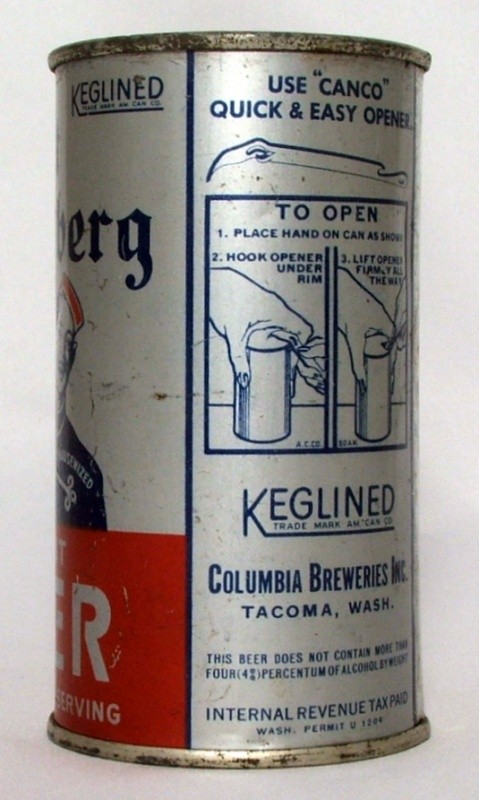 KEGLINED
TRADE MARK AM. CAN CO.
berg
ER
SERVING
USE "CANCO"
QUICK & EASY OPENER
TO OPEN
1. PLACE HAND ON CAN AS SHOWN
2. HOOK OPENER
UNDER
RIM
3. LIFT OPENER
FIRMLY ALL
THE WAY
A.C.CO.
KEGLINED
TRADE MARK AM. CAN CO.
COLUMBIA BREWERIES INC.
TACOMA, WASH.
THIS BEER DOES NOT CONTAIN MORE THAN
FOUR (4%) PERCENTUM OF ALCOHOL BY WEIGHT
INTERNAL REVENUE TAX PAID
WASH. PERMIT U 1204